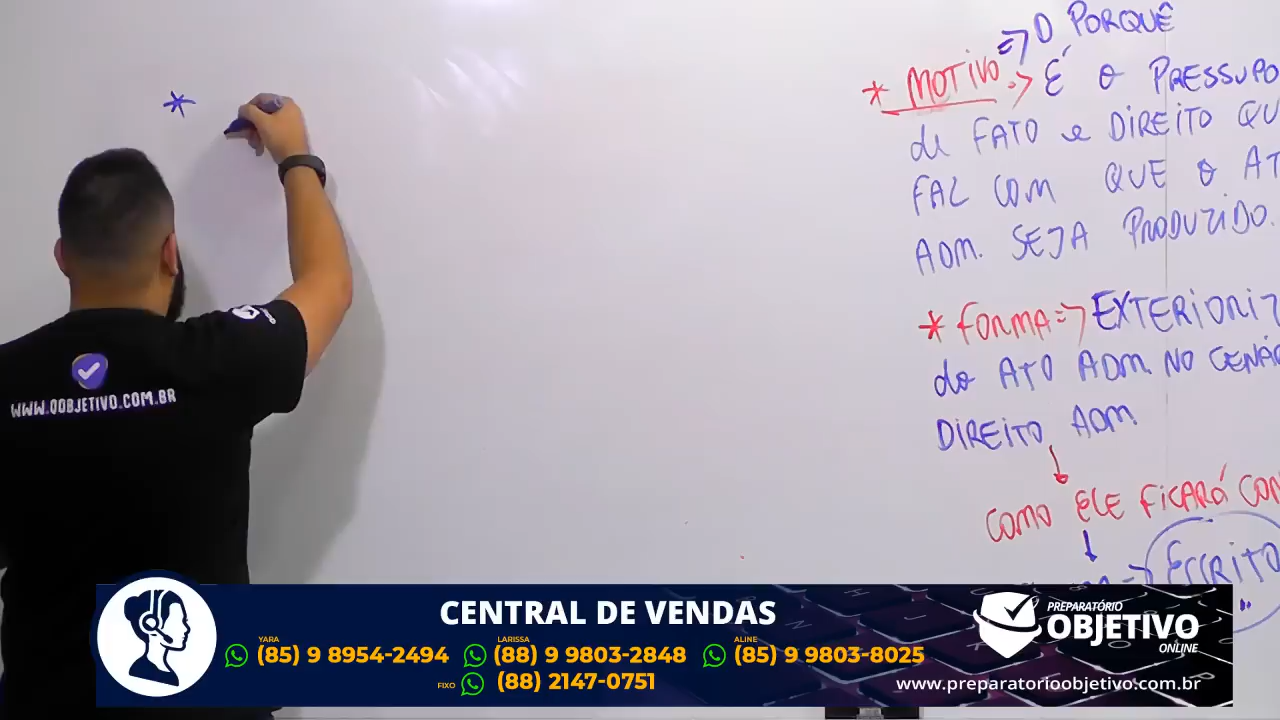 *
=> O PORQUÊ
* MOTIVO => É O PRESSUPO
de FATO e DIREITO QU
FAZ COM QUE O AT
ADM. SEJA PRODUZIDO.
* FORMA => EXTERIORIZ
do ATO ADM. NO CENÁ
DIREITO ADM
COMO ELE FICARÁ CON
ESCRITO
WWW.OOBJETIVO.COM.BR
CENTRAL DE VENDAS
YARA LARISSA ALINE
(85) 9 8954-2494 (88) 9 9803-2848 (85) 9 9803-8025
FIXO (88) 2147-0751
PREPARATÓRIO
OBJETIVO
ONLINE
www.preparatorioobjetivo.com.br